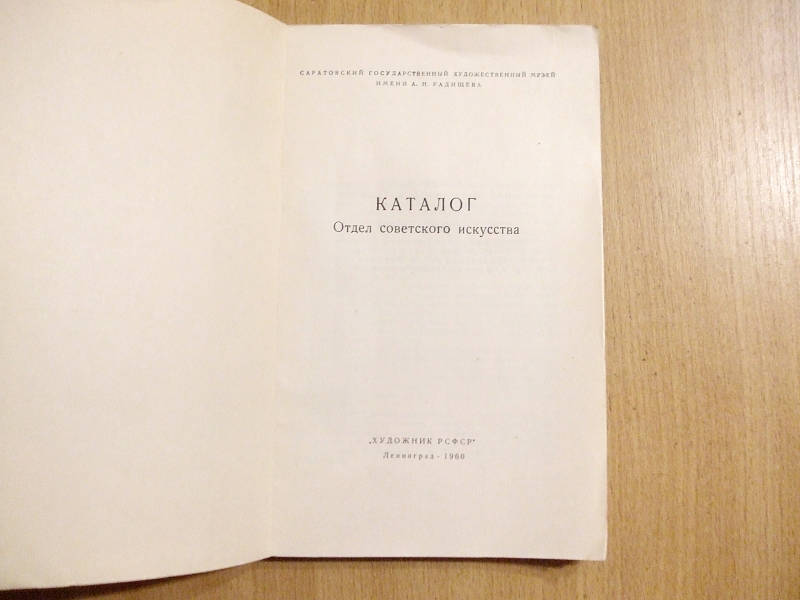 САРАТОВСКИЙ ГОСУДАРСТВЕННЫЙ ХУДОЖЕСТВЕННЫЙ МУЗЕЙ
ИМЕНИ А. Н. РАДИЩЕВА
КАТАЛОГ
Отдел советского искусства
„ХУДОЖНИК РСФСР"
Ленинград - 1960